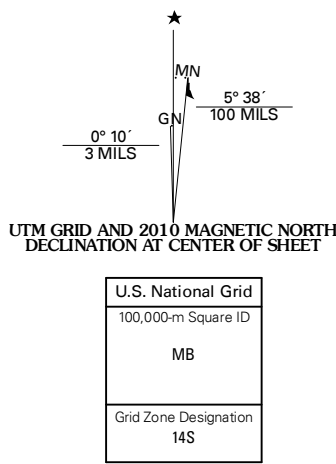 MN
GN
5° 38´
100 MILS
0° 10´
3 MILS
UTM GRID AND 2010 MAGNETIC NORTH
DECLINATION AT CENTER OF SHEET
U.S. National Grid
100,000-m Square ID
MB
Grid Zone Designation
14S